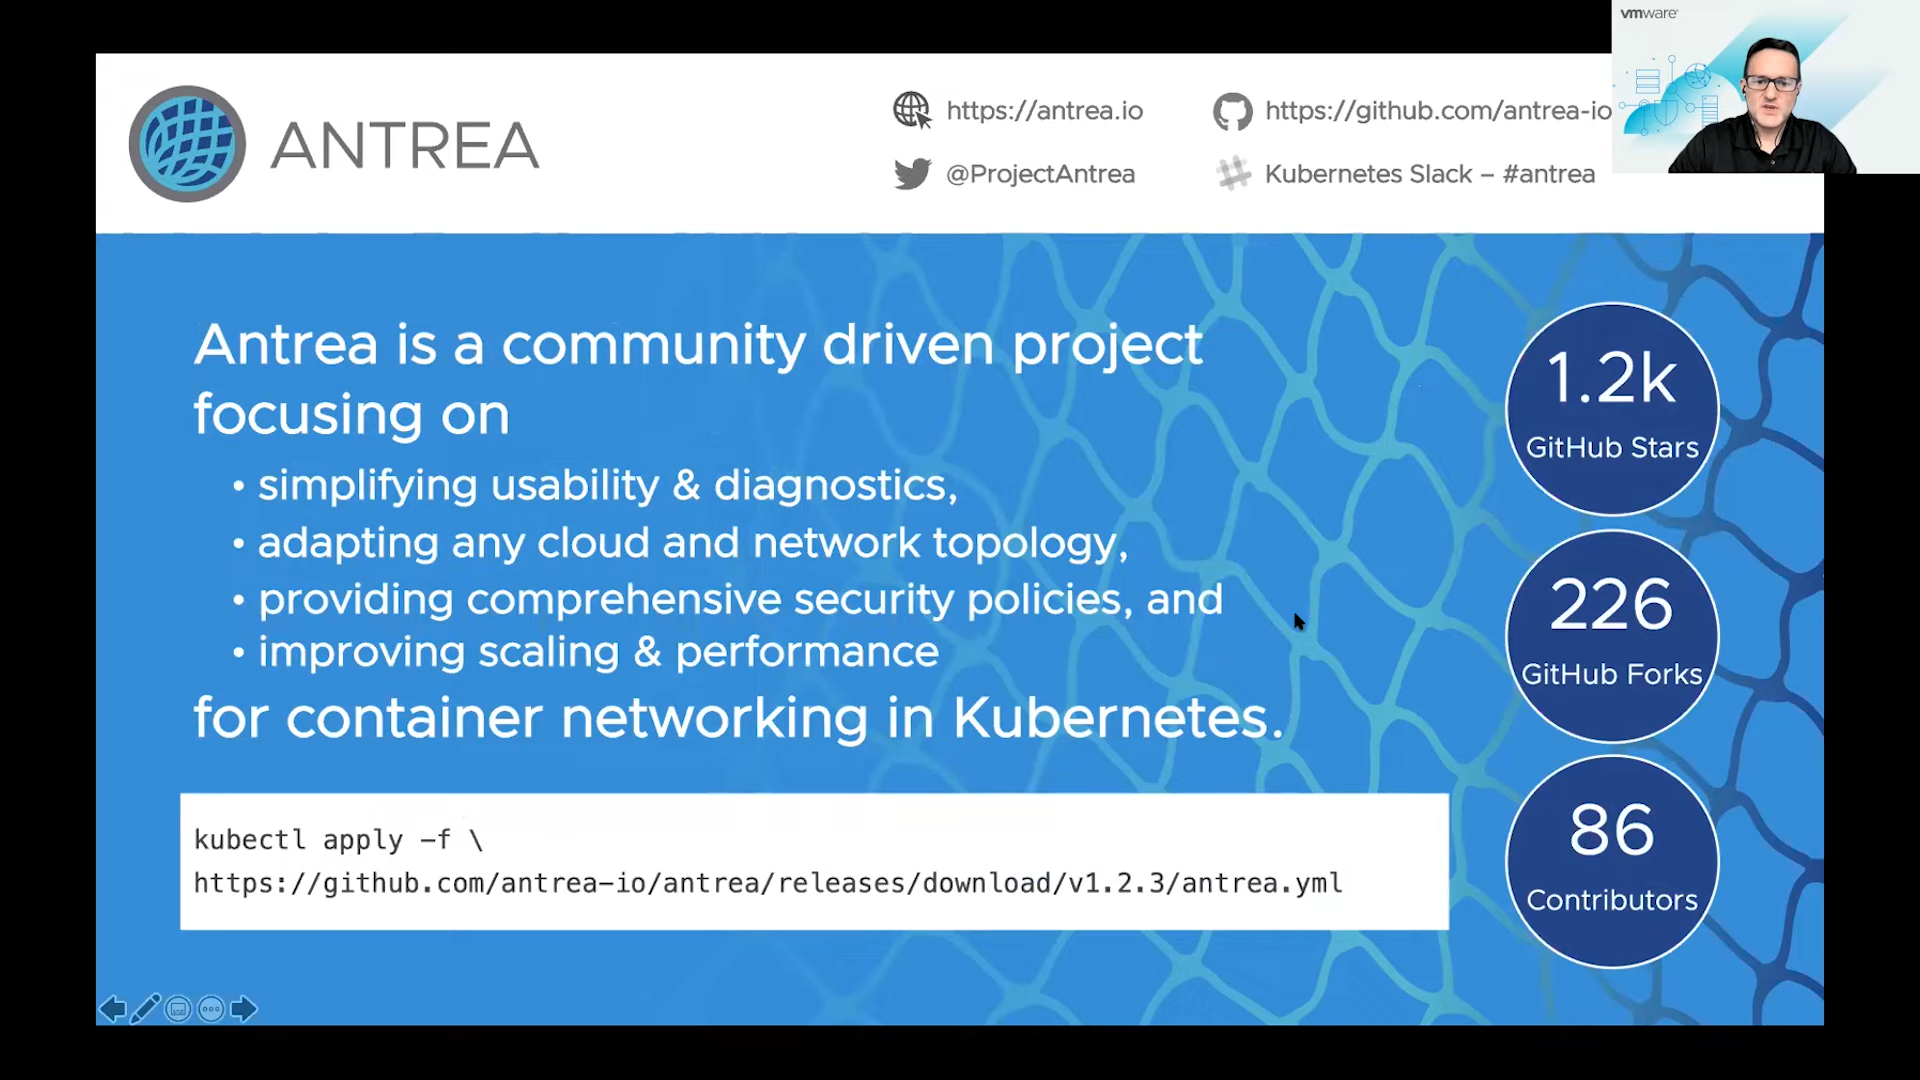 vmware
ANTREA
https://antrea.io
https://github.com/antrea-io
@ProjectAntrea
Kubernetes Slack – #antrea
Antrea is a community driven project
focusing on
• simplifying usability & diagnostics,
• adapting any cloud and network topology,
• providing comprehensive security policies, and
• improving scaling & performance
for container networking in Kubernetes.
kubectl apply –f \
https://github.com/antrea-io/antrea/releases/download/v1.2.3/antrea.yml
1.2k
GitHub Stars
226
GitHub Forks
86
Contributors